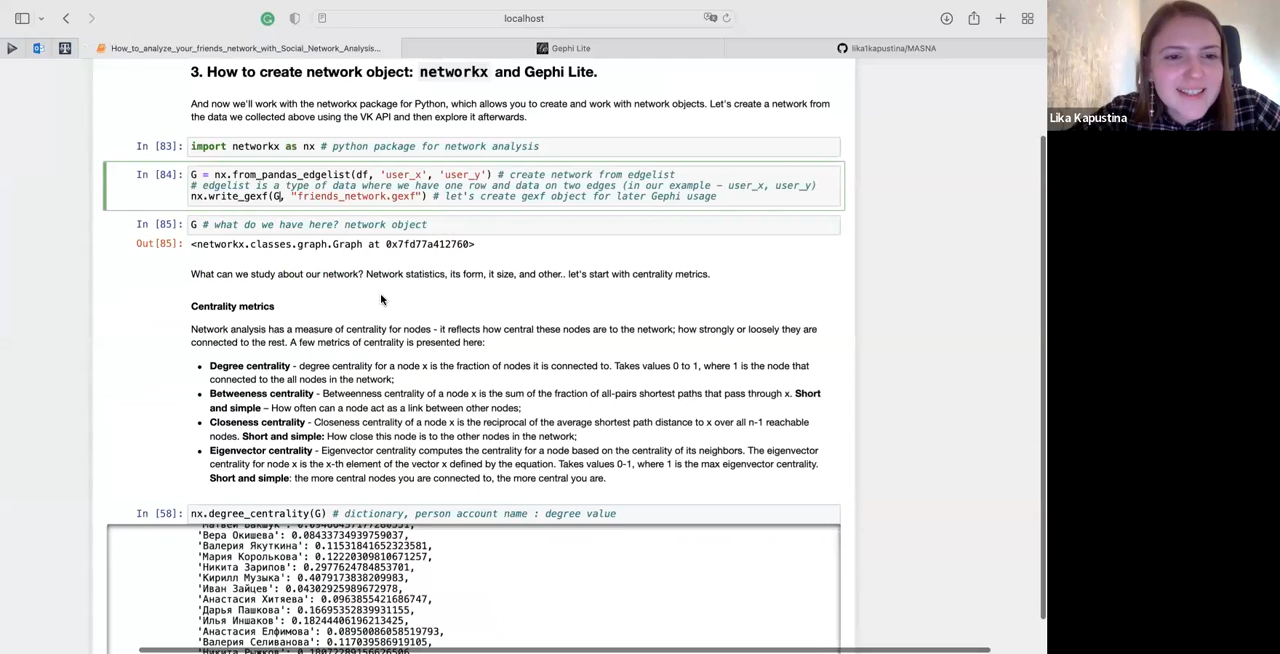 localhost
How_to_analyze_your_friends_network_with_Social_Network_Analysis...
Gephi Lite
lika1kapustina/MASNA
Lika Kapustina
3. How to create network object: networkx and Gephi Lite.
And now we'll work with the networkx package for Python, which allows you to create and work with network objects. Let's create a network from
the data we collected above using the VK API and then explore it afterwards.
In [83]: import networkx as nx # python package for network analysis
In [84]: G = nx.from_pandas_edgelist(df, 'user_x', 'user_y') # create network from edgelist
# edgelist is a type of data where we have one row and data on two edges (in our example - user_x, user_y)
nx.write_gexf(G, "friends_network.gexf") # let's create gexf object for later Gephi usage
In [85]: G # what do we have here? network object
Out[85]: <networkx.classes.graph.Graph at 0x7fd77a412760>
What can we study about our network? Network statistics, its form, it size, and other.. let's start with centrality metrics.
Centrality metrics
Network analysis has a measure of centrality for nodes - it reflects how central these nodes are to the network; how strongly or loosely they are
connected to the rest. A few metrics of centrality is presented here:
• Degree centrality - degree centrality for a node x is the fraction of nodes it is connected to. Takes values 0 to 1, where 1 is the node that
connected to the all nodes in the network;
• Betweeness centrality - Betweenness centrality of a node x is the sum of the fraction of all-pairs shortest paths that pass through x. Short
and simple – How often can a node act as a link between other nodes;
• Closeness centrality - Closeness centrality of a node x is the reciprocal of the average shortest path distance to x over all n-1 reachable
nodes. Short and simple: How close this node is to the other nodes in the network;
• Eigenvector centrality - Eigenvector centrality computes the centrality for a node based on the centrality of its neighbors. The eigenvector
centrality for node x is the x-th element of the vector x defined by the equation. Takes values 0-1, where 1 is the max eigenvector centrality.
Short and simple: the more central nodes you are connected to, the more central you are.
In [58]: nx.degree_centrality(G) # dictionary, person account name : degree value
'Вера Окишева': 0.08433734939759037,
'Валерия Якуткина': 0.11531841652323581,
'Мария Королькова': 0.12220309810671257,
'Никита Зарипов': 0.2977624784853701,
'Кирилл Музыка': 0.4079173838209983,
'Иван Зайцев': 0.04302925989672978,
'Анастасия Хитяева': 0.0963855421686747,
'Дарья Пашкова': 0.16695352839931155,
'Илья Иншаков': 0.18244406196213425,
'Анастасия Елфимова': 0.08950086058519793,
'Валерия Селиванова': 0.117039586919105,